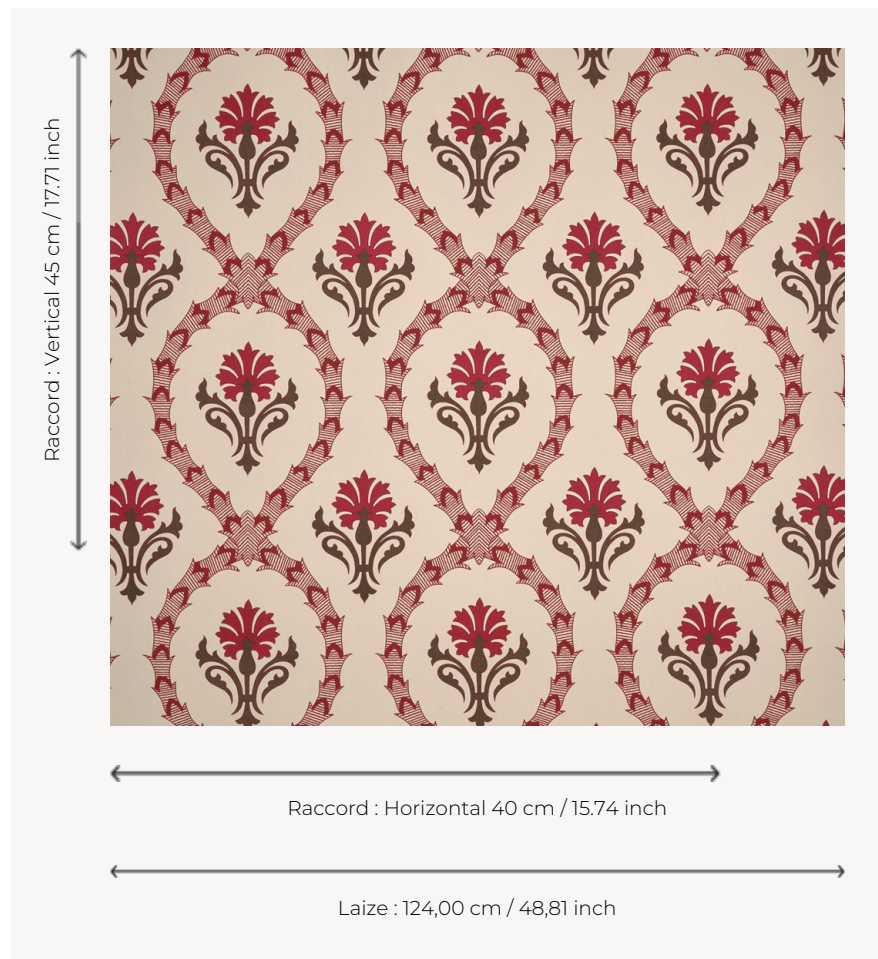 Raccord : Vertical 45 cm / 17.71 inch
Raccord : Horizontal 40 cm / 15.74 inch
Laize : 124,00 cm / 48,81 inch